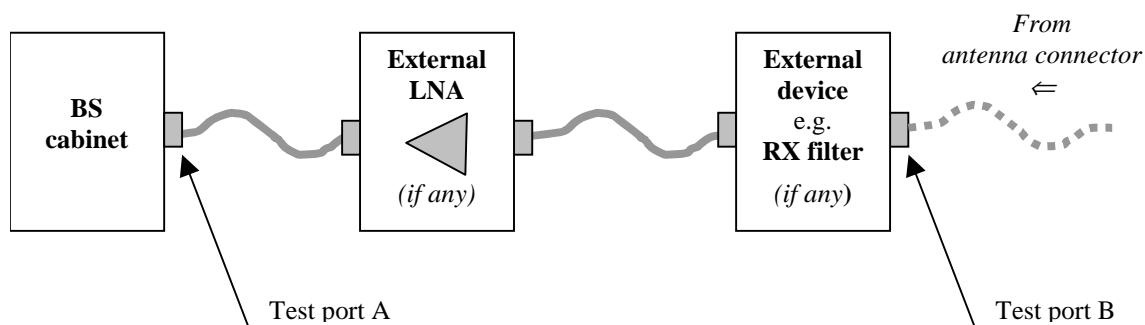 BS
cabinet
External
LNA
(if any)
External
device
e.g.
RX filter
(if any)
From
antenna connector
⇐
Test port A
Test port B